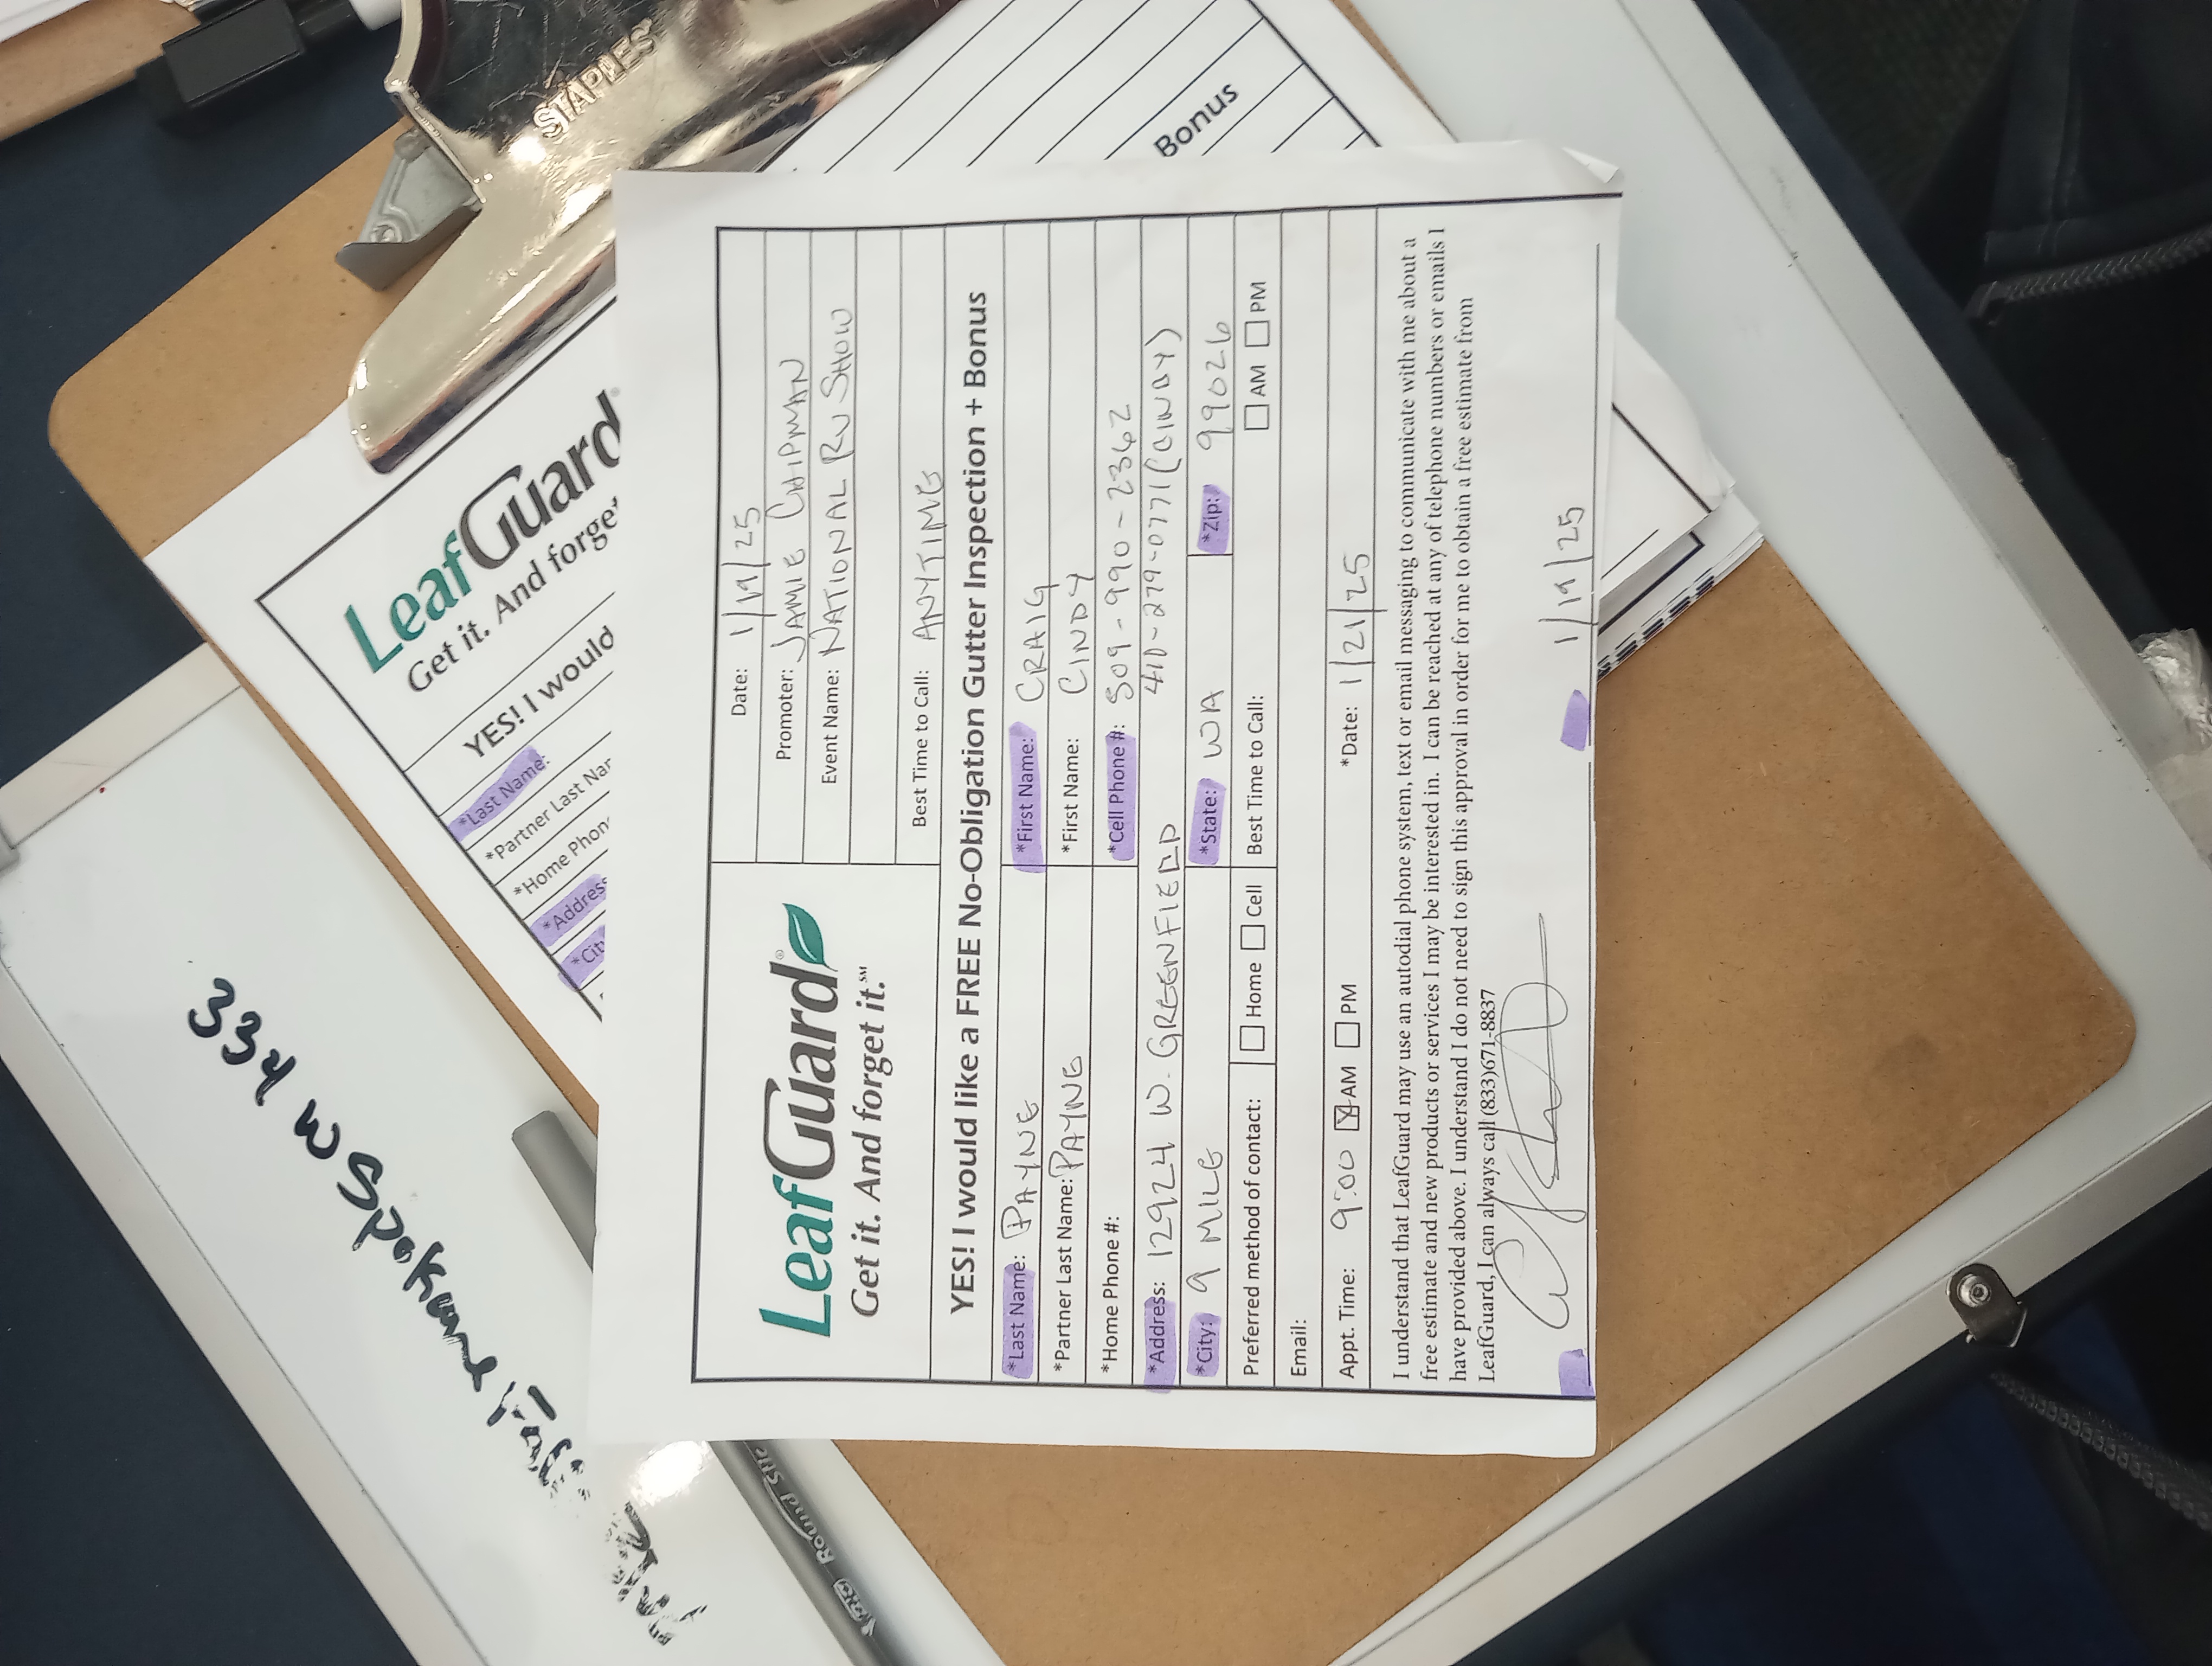 334 W Spokane Falls
BIC Round Stic
LeafGuard®
Get it. And forget it.
YES! I would
*Last Name:
*Partner Last Nar
*Home Phon
*Address
*Cit
STAPLES
Bonus
LeafGuard®
Get it. And forget it.℠
Date: 1/19/25
Promoter: JAMIE CHIPMAN
Event Name: NATIONAL RV SHOW
Best Time to Call: ANYTIME
YES! I would like a FREE No-Obligation Gutter Inspection + Bonus
*Last Name: PAYNE *First Name: CRAIG
*Partner Last Name: PAYNE *First Name: CINDY
*Home Phone #: *Cell Phone #: 509-990-2362
*Address: 12924 W. GREENFIELD 410-279-0771 (CINDY)
*City: 9 MILE *State: WA *Zip: 99026
Preferred method of contact: Home Cell Best Time to Call: AM PM
Email:
Appt. Time: 9:00 AM PM *Date: 1/21/25
I understand that LeafGuard may use an autodial phone system, text or email messaging to communicate with me about a
free estimate and new products or services I may be interested in. I can be reached at any of telephone numbers or emails I
have provided above. I understand I do not need to sign this approval in order for me to obtain a free estimate from
LeafGuard, I can always call (833)671-8837
1/19/25